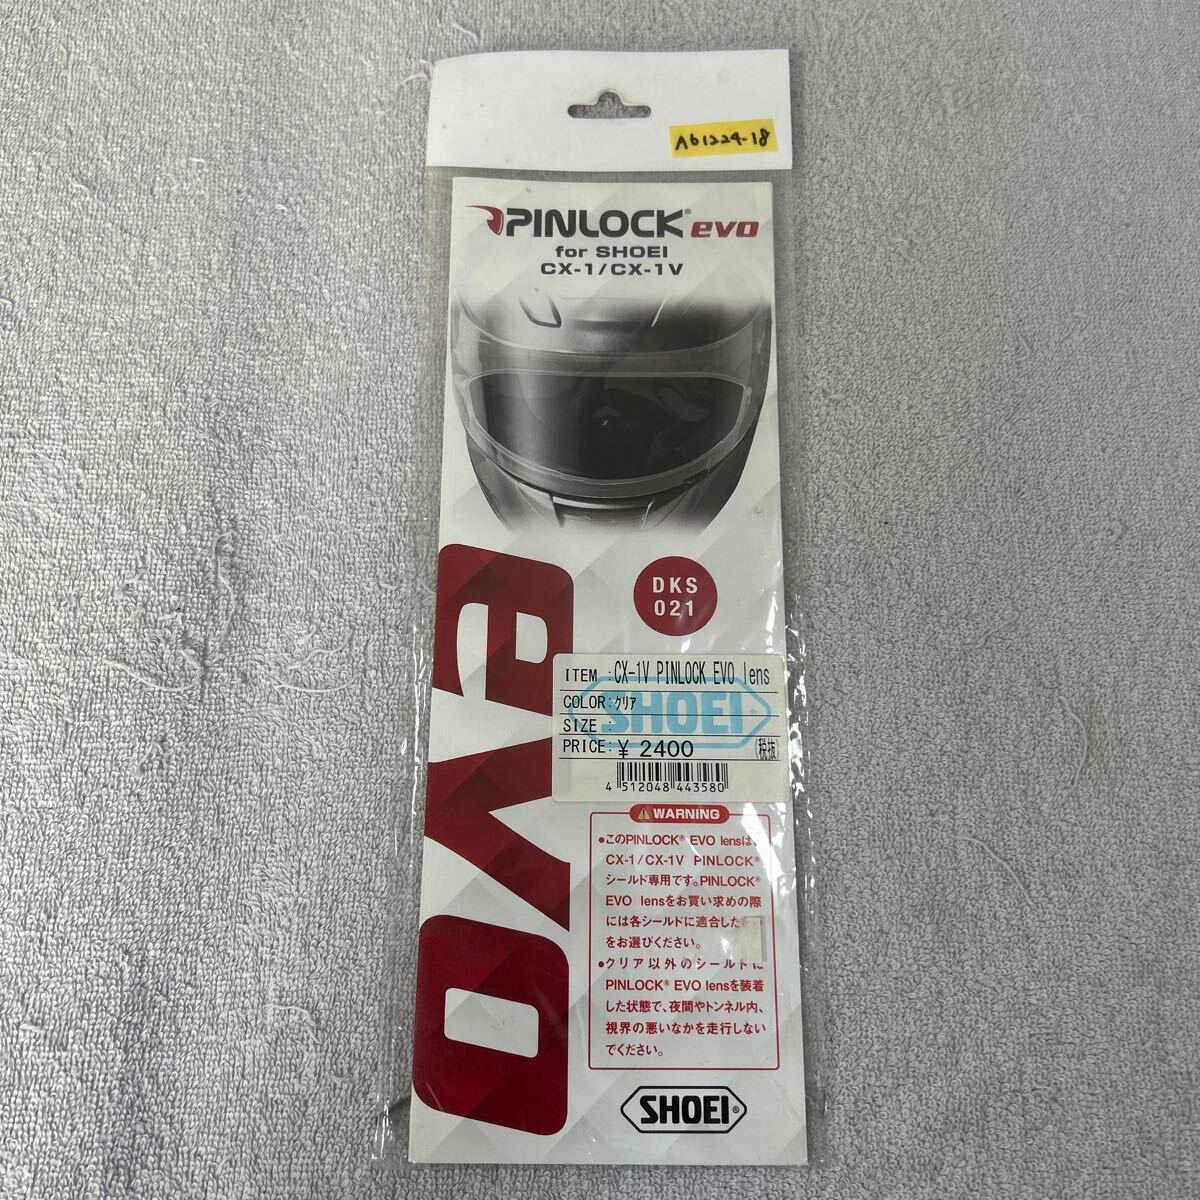 Ab1224-18
PINLOCK® evo
for SHOEI
CX-1/CX-1V
DKS
021
evo
ITEM :CX-1V PINLOCK EVO lens
COLOR:ｸﾘｱ
SHOEI
SIZE :
PRICE:¥ 2400 (税抜)
4 512048 443580
WARNING
●このPINLOCK® EVO lensは、
CX-1/CX-1V PINLOCK®
シールド専用です。PINLOCK®
EVO lensをお買い求めの際
には各シールドに適合した
をお選びください。
●クリア以外のシールドに
PINLOCK® EVO lensを装着
した状態で、夜間やトンネル内、
視界の悪いなかを走行しない
でください。
SHOEI®